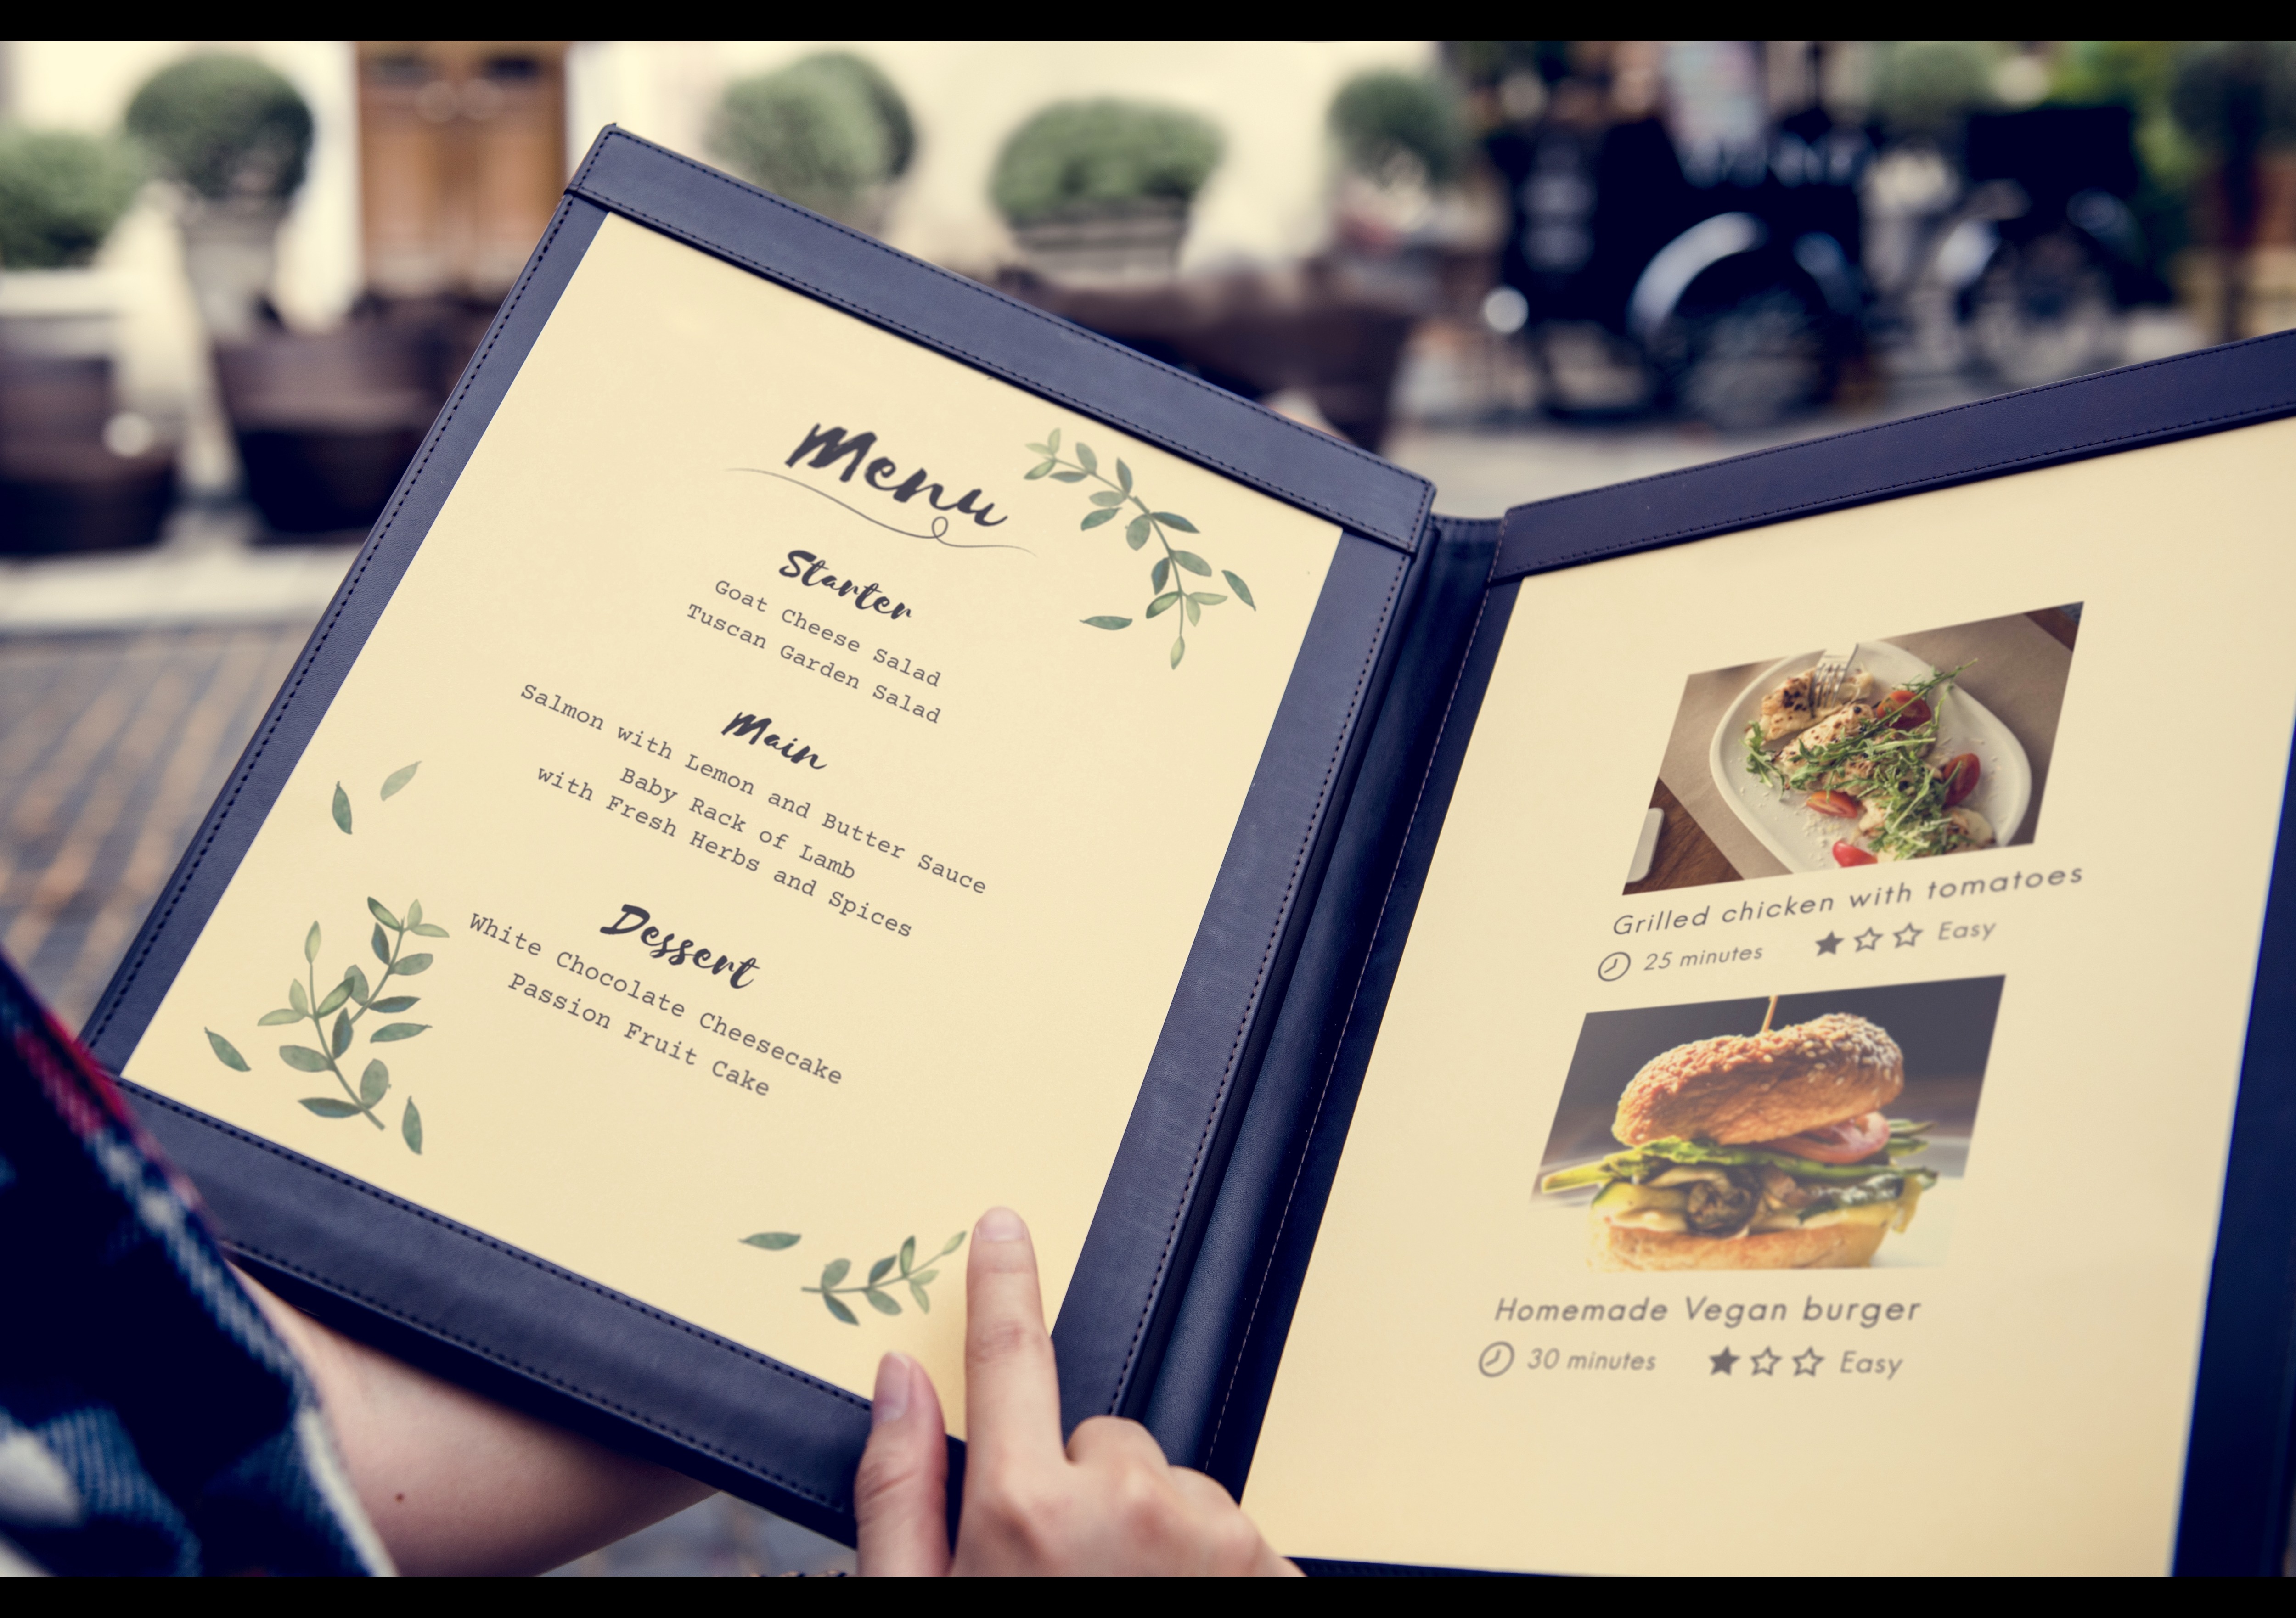 Menu
Starter
Goat Cheese Salad
Tuscan Garden Salad
Main
Salmon with Lemon and Butter Sauce
Baby Rack of Lamb
with Fresh Herbs and Spices
Dessert
White Chocolate Cheesecake
Passion Fruit Cake
Grilled chicken with tomatoes
25 minutes Easy
Homemade Vegan burger
30 minutes Easy